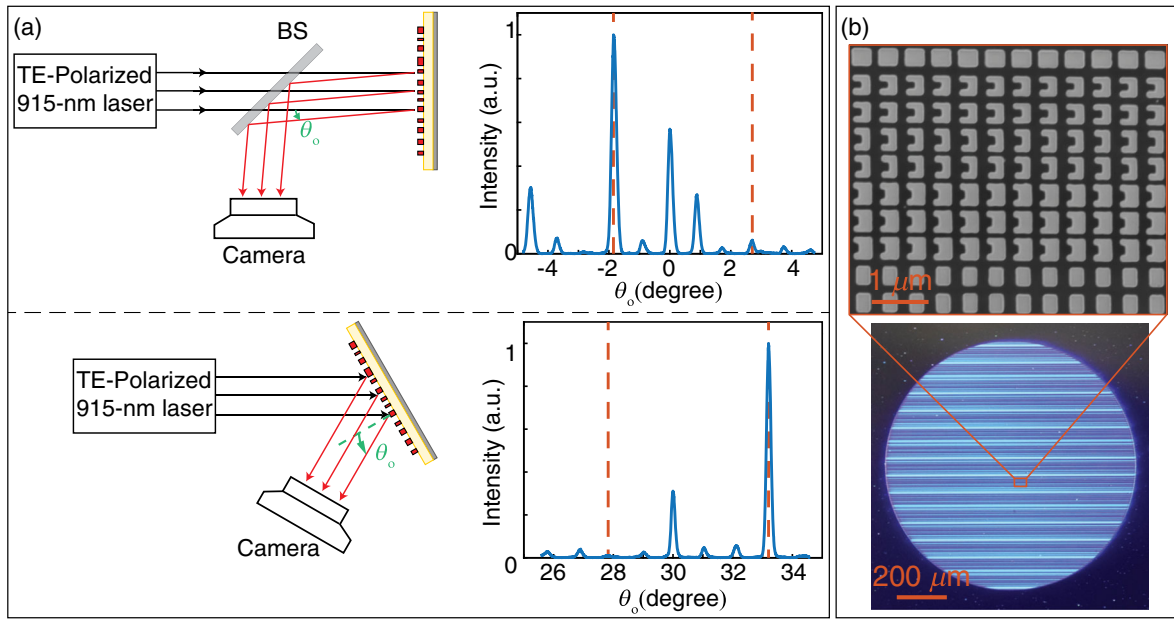 (a)
BS
TE-Polarized
915-nm laser
θo
Camera
Intensity (a.u.)
1
0
-4 -2 0 2 4
θo(degree)
TE-Polarized
915-nm laser
θo
Camera
Intensity (a.u.)
1
0
26 28 30 32 34
θo(degree)
(b)
1 μm
200 μm